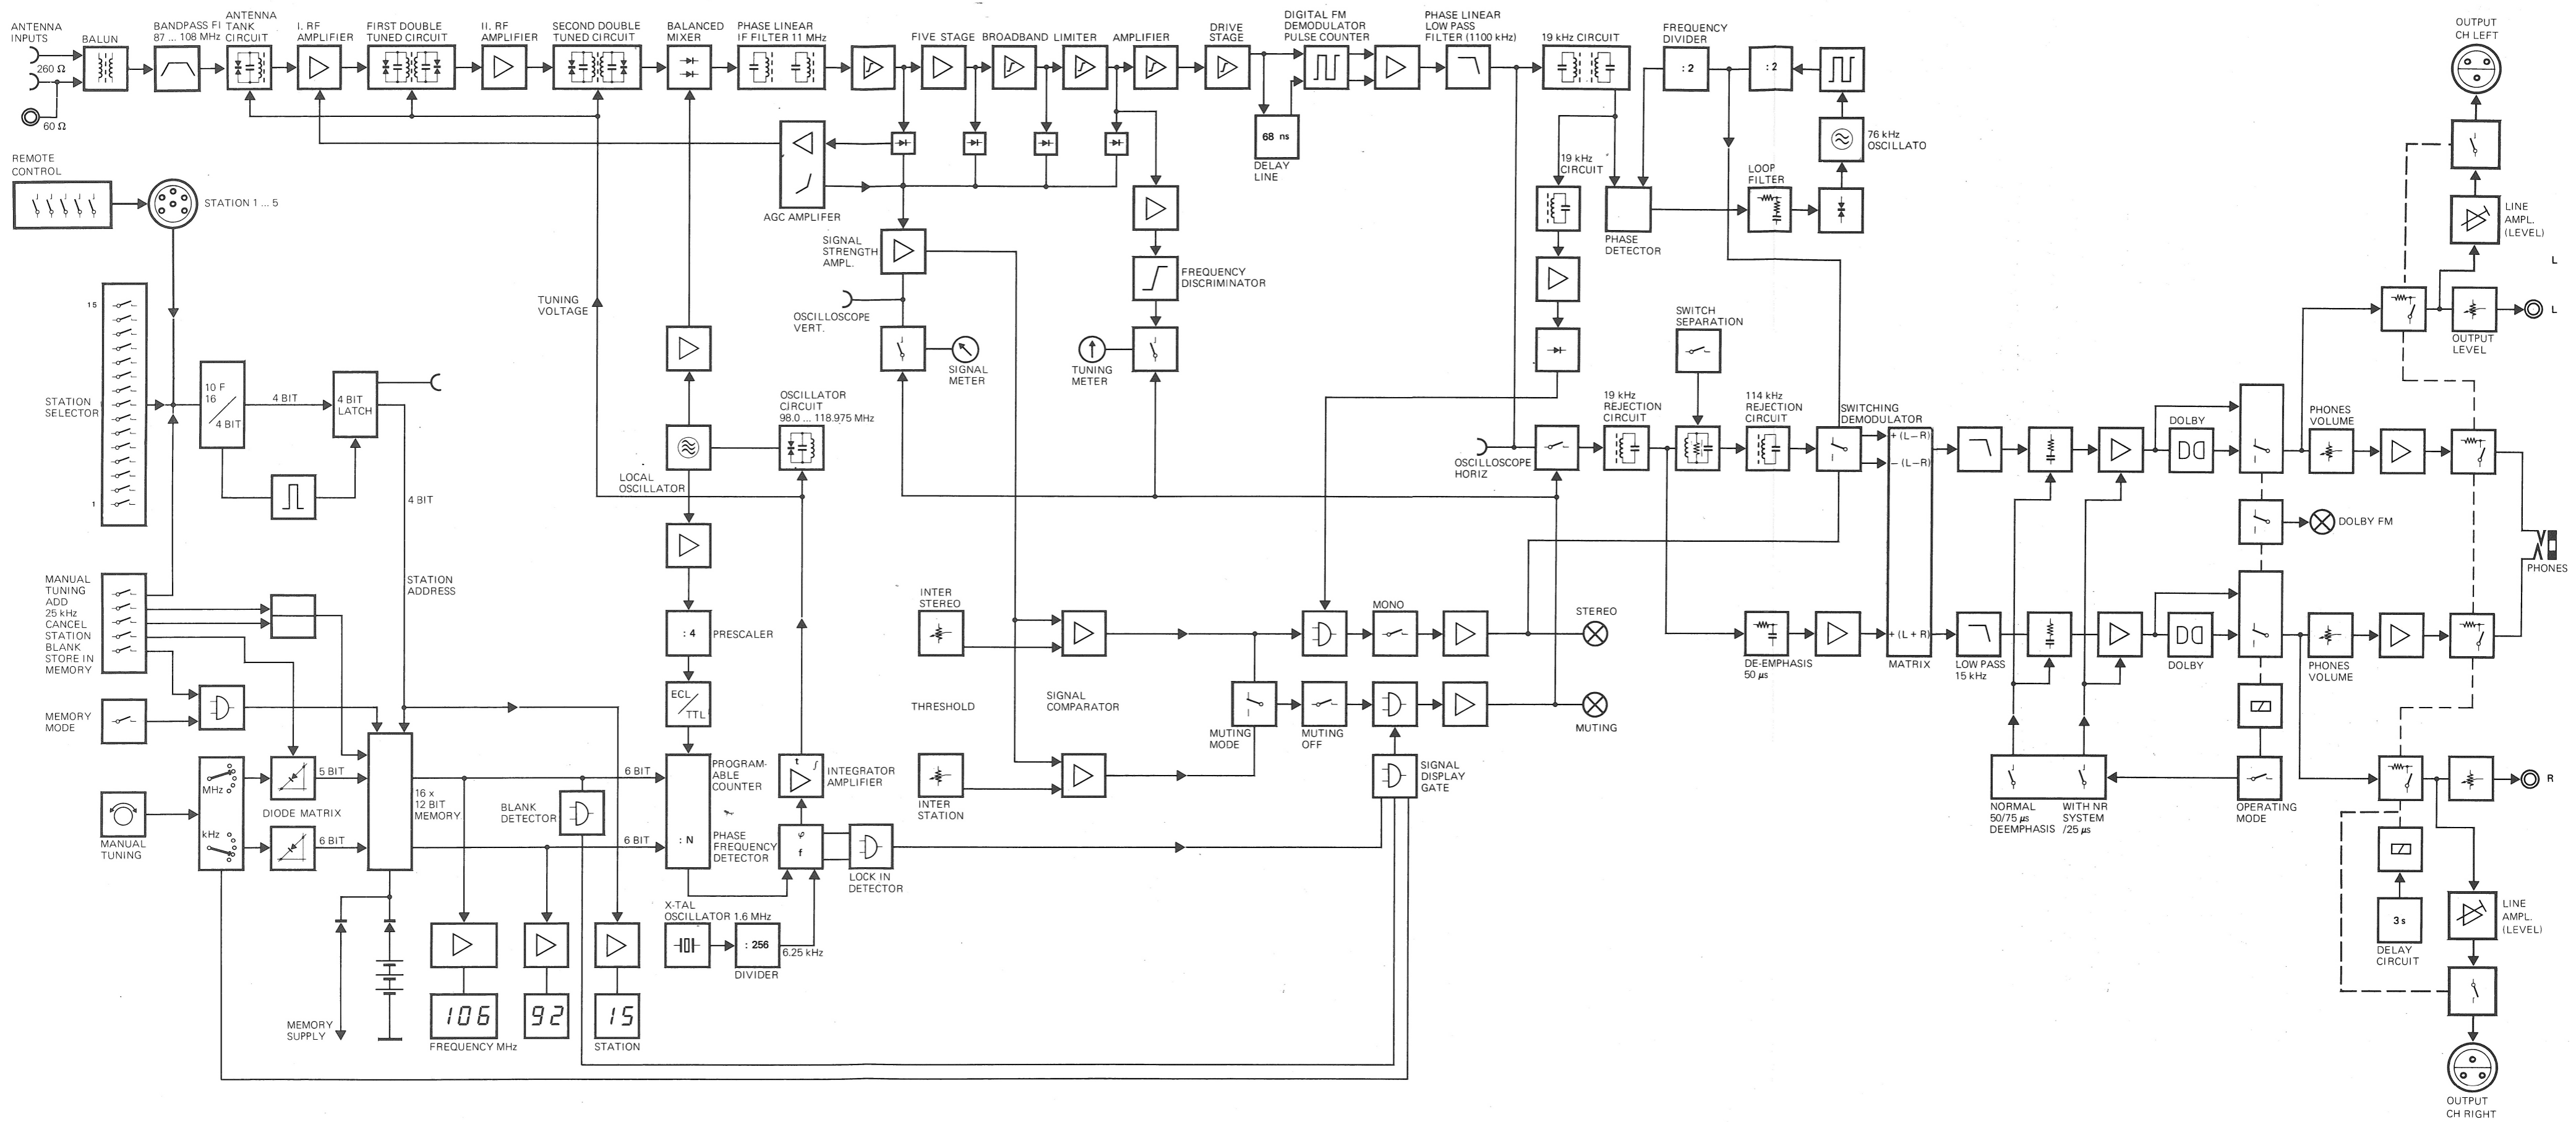 ANTENNA
INPUTS
260 Ω
60 Ω
BALUN
BANDPASS FI
87 ... 108 MHz
ANTENNA
TANK
CIRCUIT
I. RF
AMPLIFIER
FIRST DOUBLE
TUNED CIRCUIT
II. RF
AMPLIFIER
SECOND DOUBLE
TUNED CIRCUIT
BALANCED
MIXER
PHASE LINEAR
IF FILTER 11 MHz
FIVE STAGE BROADBAND LIMITER AMPLIFIER
DRIVE
STAGE
DIGITAL FM
DEMODULATOR
PULSE COUNTER
PHASE LINEAR
LOW PASS
FILTER (1100 kHz)
19 kHz CIRCUIT
FREQUENCY
DIVIDER
: 2
: 2
OUTPUT
CH LEFT
68 ns
DELAY
LINE
76 kHz
OSCILLATO
19 kHz
CIRCUIT
LOOP
FILTER
PHASE
DETECTOR
REMOTE
CONTROL
STATION 1 ... 5
AGC AMPLIFER
SIGNAL
STRENGTH
AMPL.
FREQUENCY
DISCRIMINATOR
LINE
AMPL.
(LEVEL)
L
L
OUTPUT
LEVEL
TUNING
VOLTAGE
OSCILLOSCOPE
VERT.
SIGNAL
METER
TUNING
METER
SWITCH
SEPARATION
15
STATION
SELECTOR
1
10 F
16
4 BIT
4 BIT
4 BIT
LATCH
4 BIT
OSCILLATOR
CIRCUIT
98.0 ... 118.975 MHz
LOCAL
OSCILLATOR
19 kHz
REJECTION
CIRCUIT
114 kHz
REJECTION
CIRCUIT
SWITCHING
DEMODULATOR
OSCILLOSCOPE
HORIZ
+ (L–R)
– (L–R)
+ (L + R)
MATRIX
DOLBY
PHONES
VOLUME
DOLBY FM
PHONES
MANUAL
TUNING
ADD
25 kHz
CANCEL
STATION
BLANK
STORE IN
MEMORY
STATION
ADDRESS
: 4
PRESCALER
INTER
STEREO
MONO
STEREO
DE-EMPHASIS
50 µs
LOW PASS
15 kHz
DOLBY
PHONES
VOLUME
MEMORY
MODE
ECL
TTL
THRESHOLD
SIGNAL
COMPARATOR
MUTING
MODE
MUTING
OFF
MUTING
MHz
kHz
MANUAL
TUNING
5 BIT
DIODE MATRIX
6 BIT
16 x
12 BIT
MEMORY
BLANK
DETECTOR
6 BIT
6 BIT
PROGRAM-
ABLE
COUNTER
: N
t ∫
INTEGRATOR
AMPLIFIER
PHASE
FREQUENCY
DETECTOR
φ
f
LOCK IN
DETECTOR
INTER
STATION
SIGNAL
DISPLAY
GATE
NORMAL
50/75 µs
DEEMPHASIS
WITH NR
SYSTEM
/25 µs
OPERATING
MODE
R
X-TAL
OSCILLATOR 1.6 MHz
: 256
DIVIDER
6.25 kHz
3 s
DELAY
CIRCUIT
LINE
AMPL.
(LEVEL)
MEMORY
SUPPLY
106
92
15
FREQUENCY MHz
STATION
OUTPUT
CH RIGHT